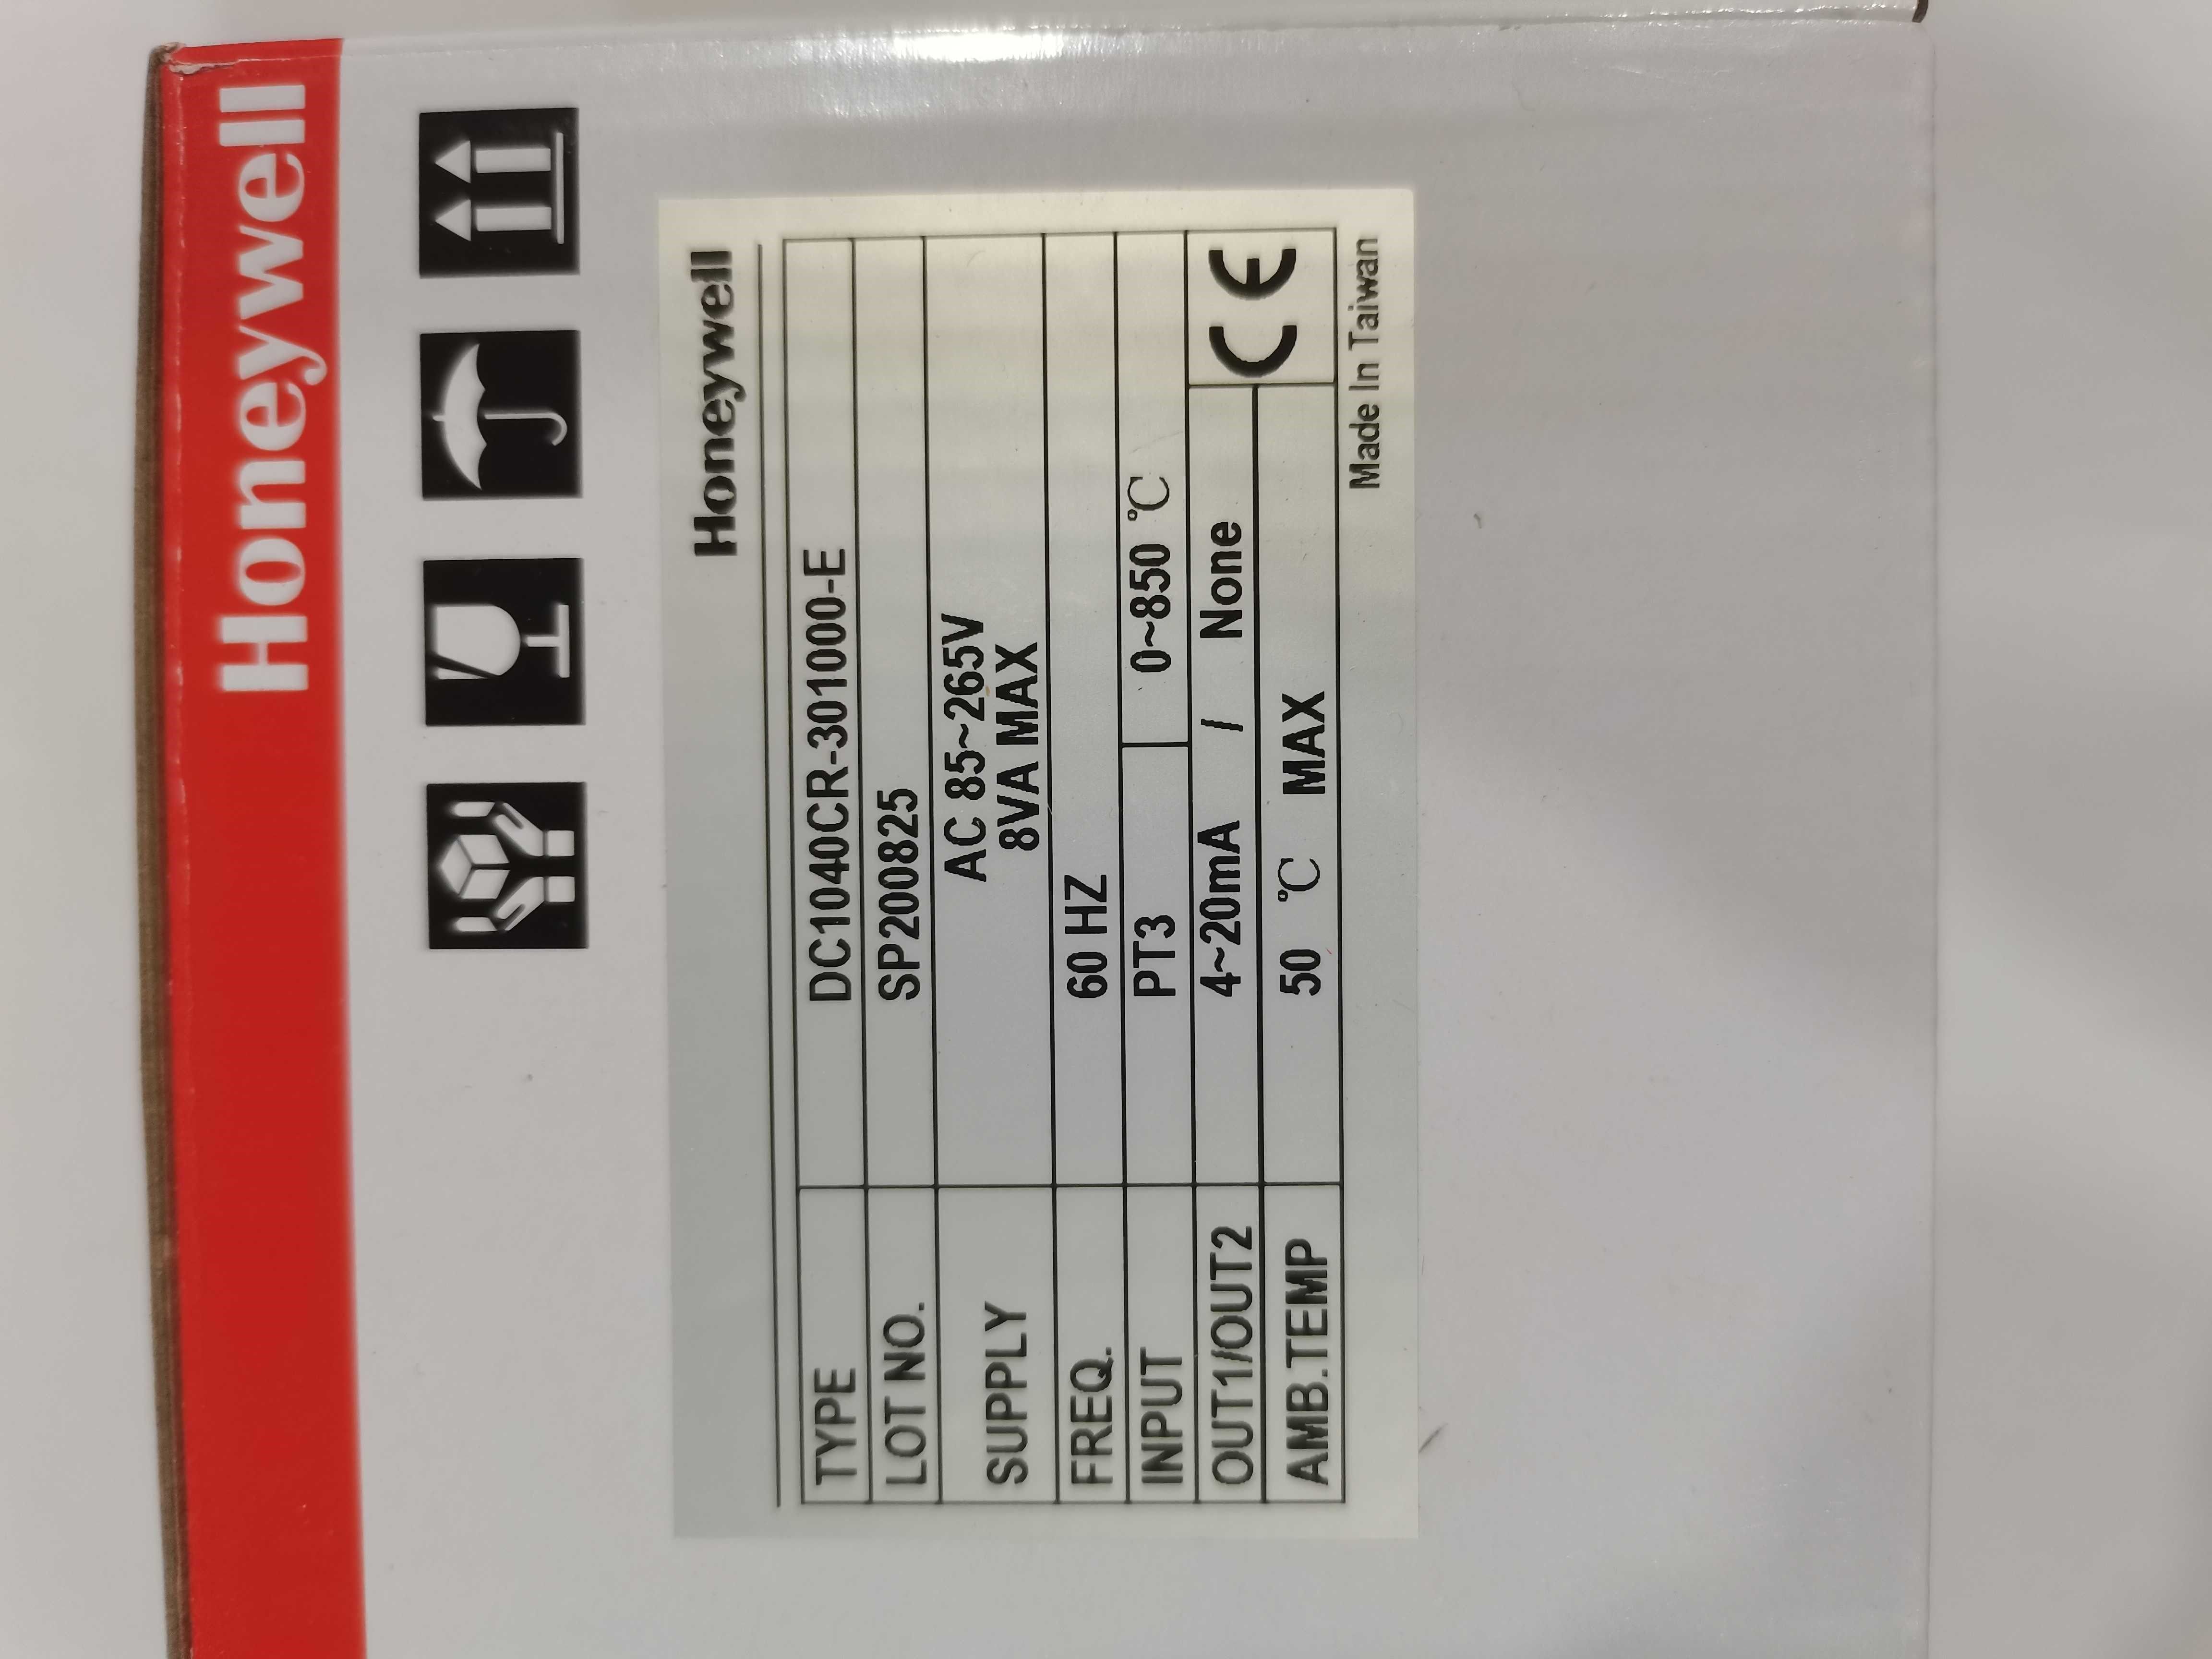 Honeywell
Honeywell
TYPE DC1040CR-301000-E
LOT NO. SP200825
SUPPLY AC 85~265V
8VA MAX
FREQ. 60 HZ
INPUT PT3 0~850 ℃
OUT1/OUT2 4~20mA / None
AMB.TEMP 50 ℃ MAX
CE
Made In Taiwan